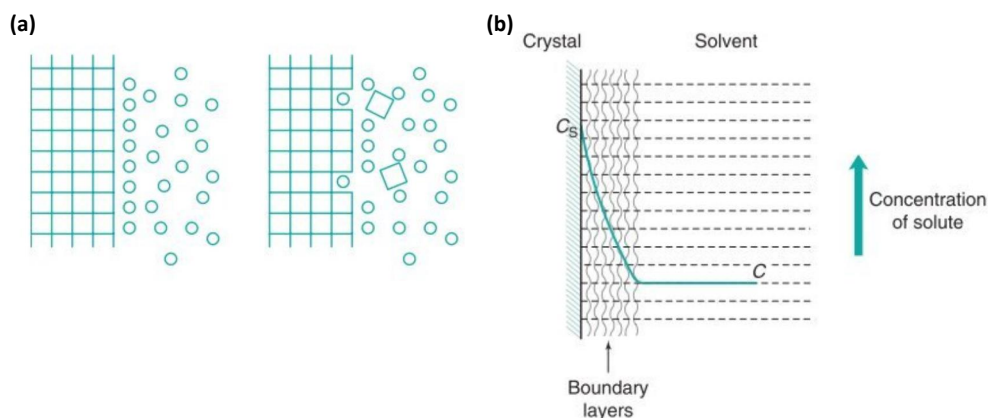 (a)
(b)
Crystal
Solvent
Cs
C
Concentration
of solute
Boundary
layers